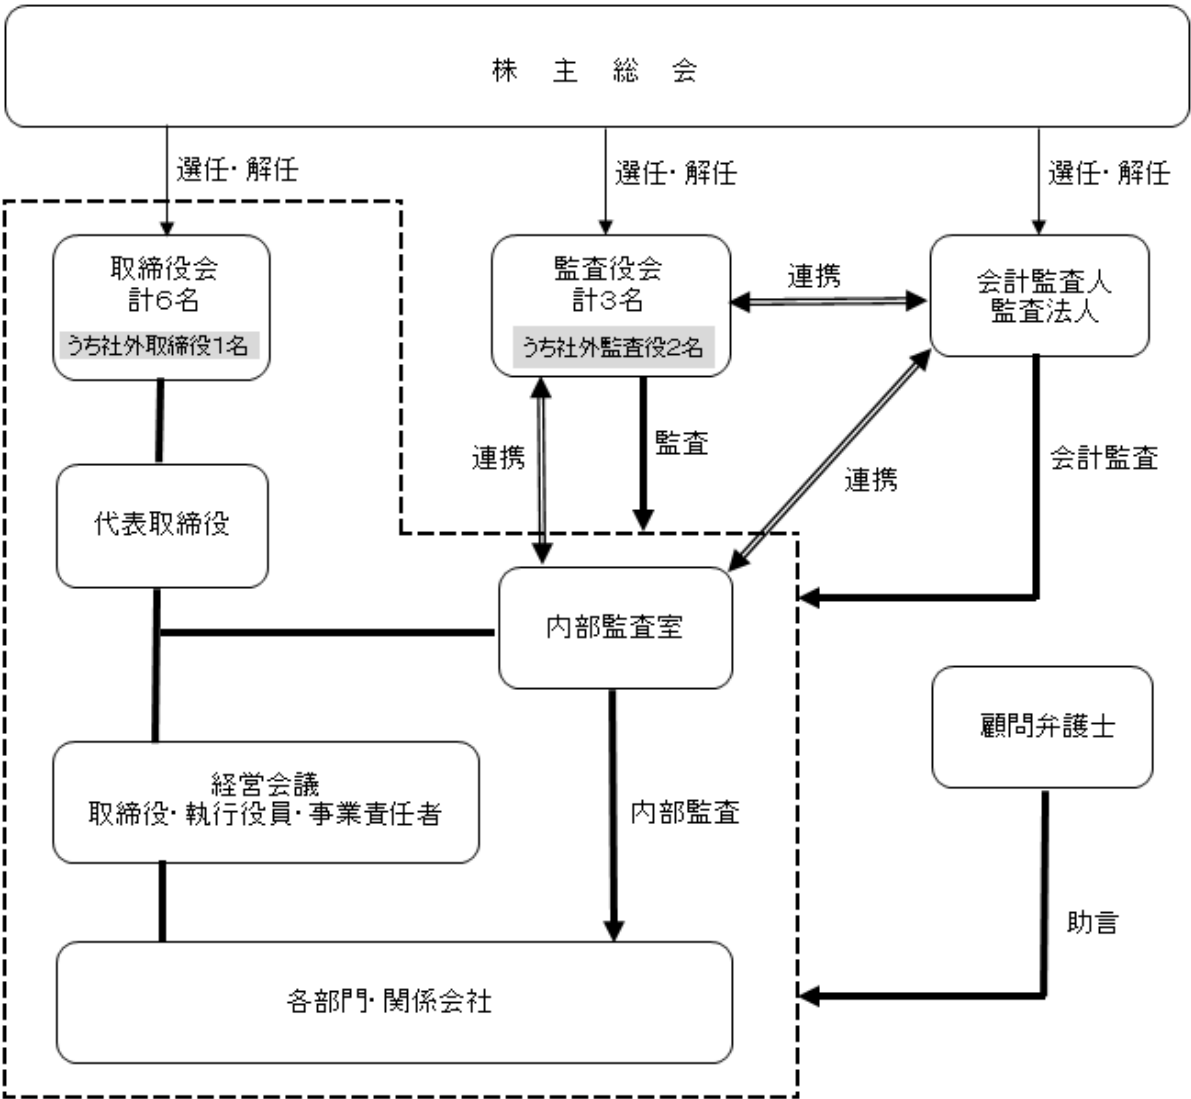 株 主 総 会
選任・解任
選任・解任
選任・解任
取締役会
計6名
うち社外取締役1名
監査役会
計3名
うち社外監査役2名
連携
会計監査人
監査法人
連携
監査
連携
会計監査
代表取締役
内部監査室
顧問弁護士
経営会議
取締役・執行役員・事業責任者
内部監査
助言
各部門・関係会社